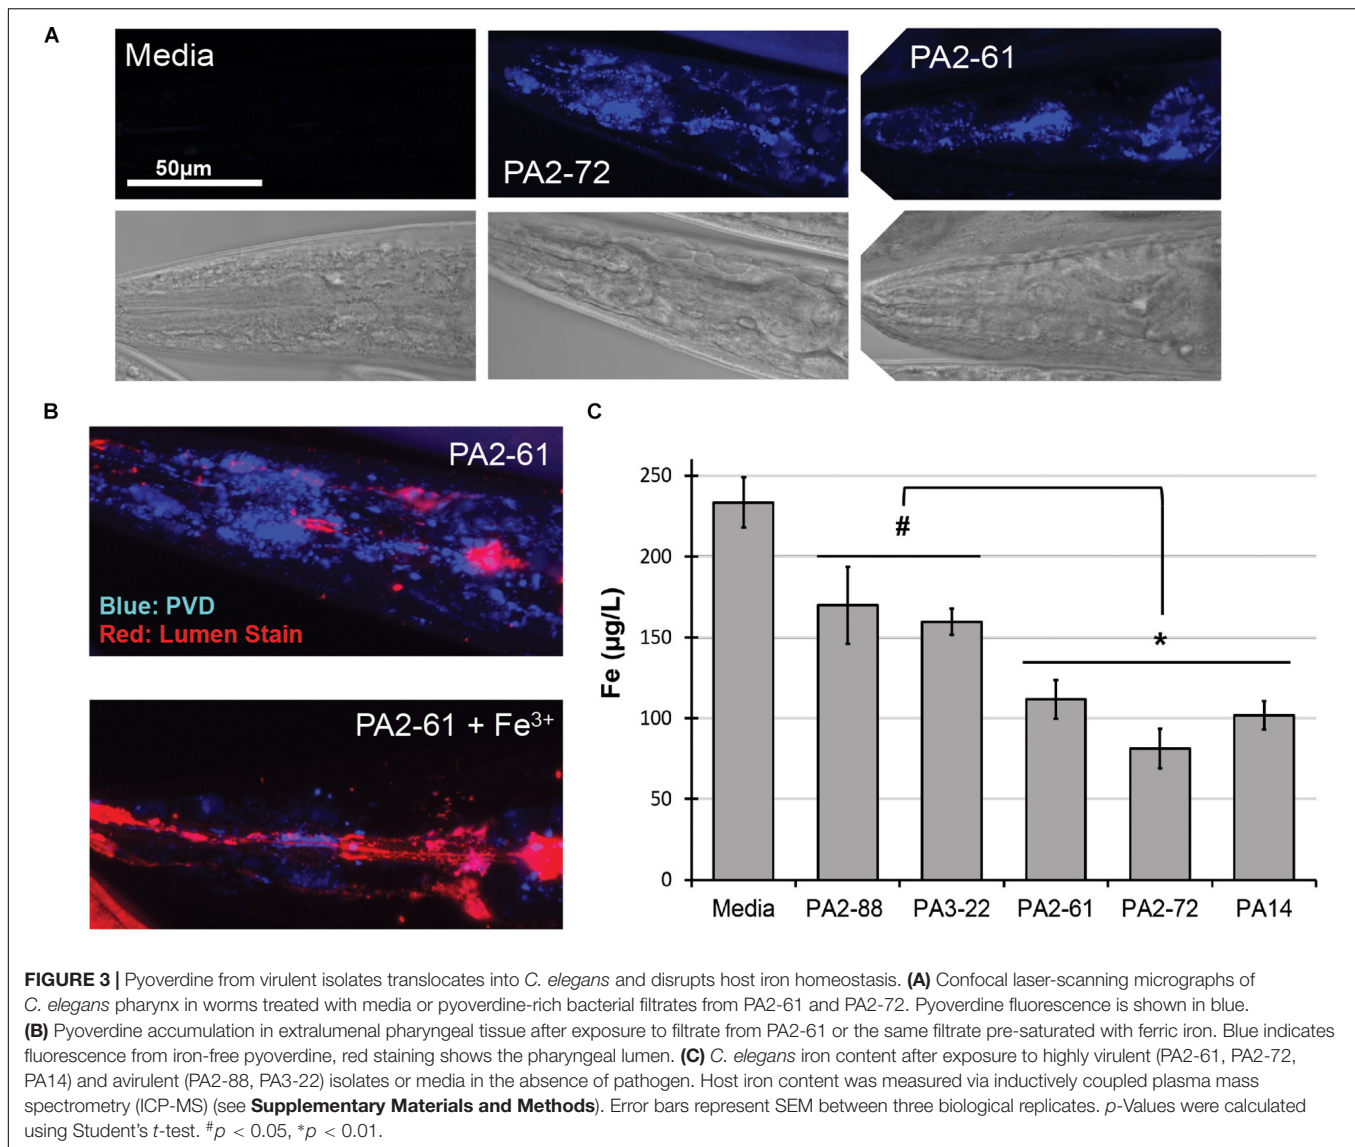 A
Media
50µm
PA2-72
PA2-61
B
PA2-61
Blue: PVD
Red: Lumen Stain
PA2-61 + Fe³⁺
C
Fe (µg/L)
250
200
150
100
50
0
#
*
Media PA2-88 PA3-22 PA2-61 PA2-72 PA14
FIGURE 3 | Pyoverdine from virulent isolates translocates into C. elegans and disrupts host iron homeostasis. (A) Confocal laser-scanning micrographs of
C. elegans pharynx in worms treated with media or pyoverdine-rich bacterial filtrates from PA2-61 and PA2-72. Pyoverdine fluorescence is shown in blue.
(B) Pyoverdine accumulation in extralumenal pharyngeal tissue after exposure to filtrate from PA2-61 or the same filtrate pre-saturated with ferric iron. Blue indicates
fluorescence from iron-free pyoverdine, red staining shows the pharyngeal lumen. (C) C. elegans iron content after exposure to highly virulent (PA2-61, PA2-72,
PA14) and avirulent (PA2-88, PA3-22) isolates or media in the absence of pathogen. Host iron content was measured via inductively coupled plasma mass
spectrometry (ICP-MS) (see Supplementary Materials and Methods). Error bars represent SEM between three biological replicates. p-Values were calculated
using Student's t-test. #p < 0.05, *p < 0.01.